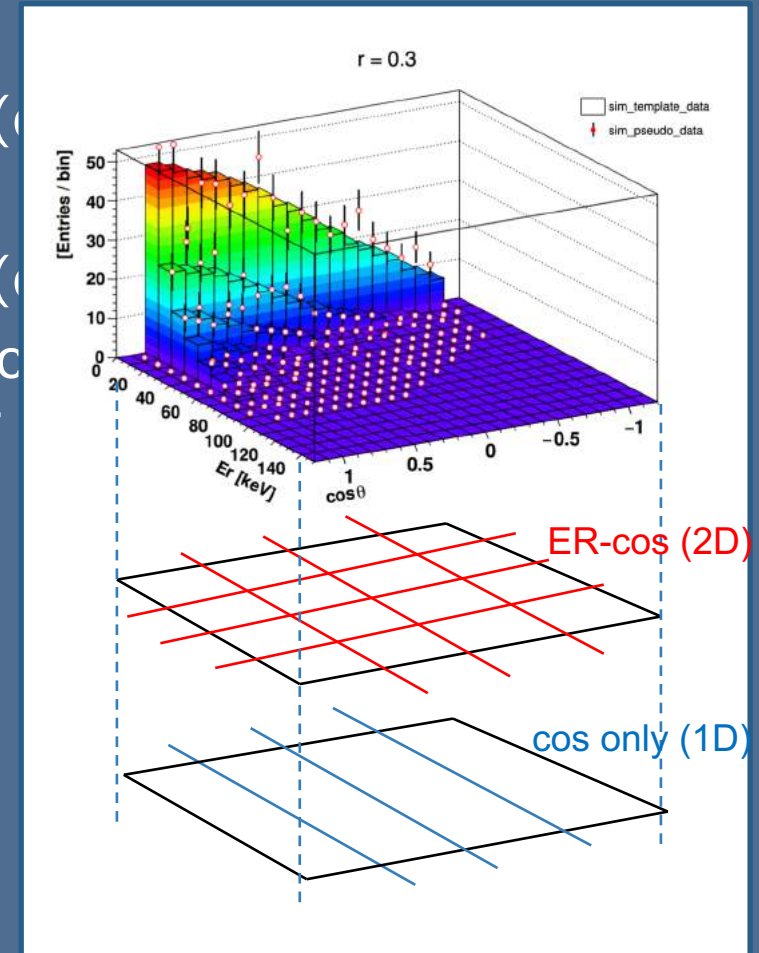 r = 0.3
sim_template_data
sim_pseudo_data
[Entries / bin]
50
40
30
20
10
0
0
20
40
60
80
100
120
140
Er [keV]
1
0.5
0
−0.5
−1
cosθ
ER-cos (2D)
cos only (1D)